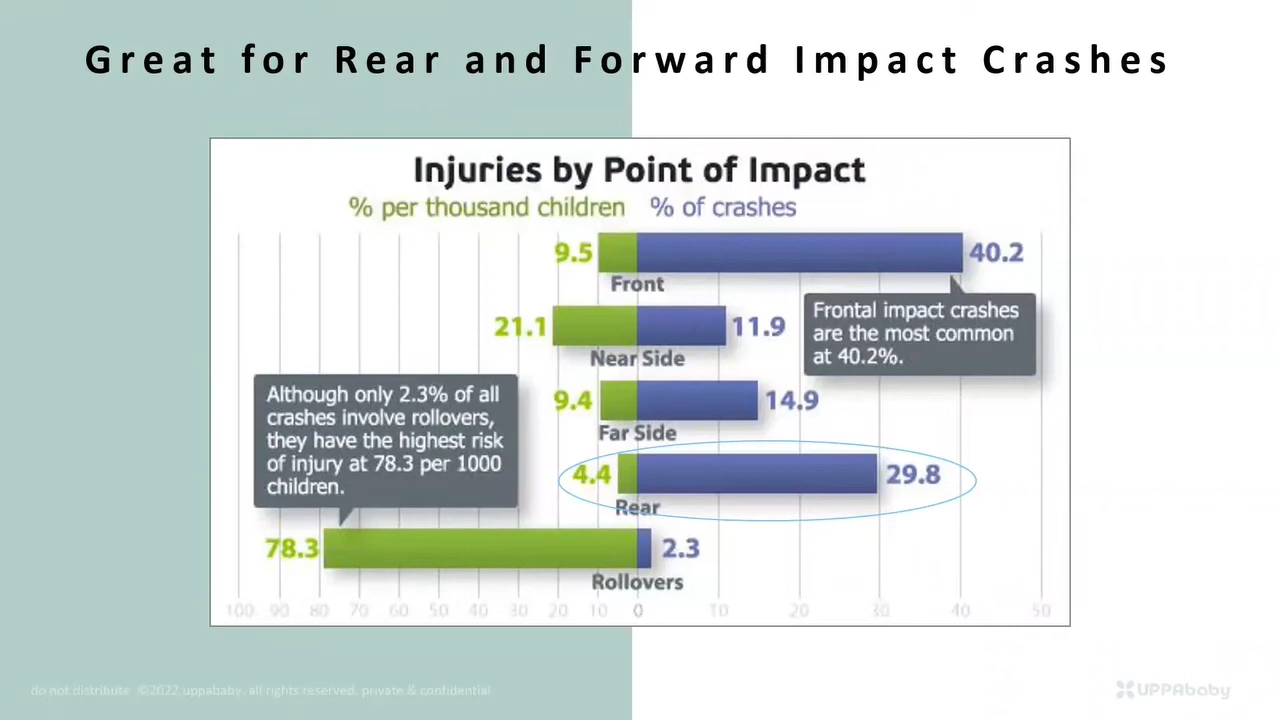 Great for Rear and Forward Impact Crashes
Injuries by Point of Impact
% per thousand children % of crashes
9.5 40.2
Front
Frontal impact crashes
are the most common
at 40.2%.
21.1 11.9
Near Side
Although only 2.3% of all
crashes involve rollovers,
they have the highest risk
of injury at 78.3 per 1000
children.
9.4 14.9
Far Side
4.4 29.8
Rear
78.3 2.3
Rollovers
100 90 80 70 60 50 40 30 20 10 0 10 20 30 40 50
do not distribute ©2022 uppababy. all rights reserved. private & confidential
UPPAbaby